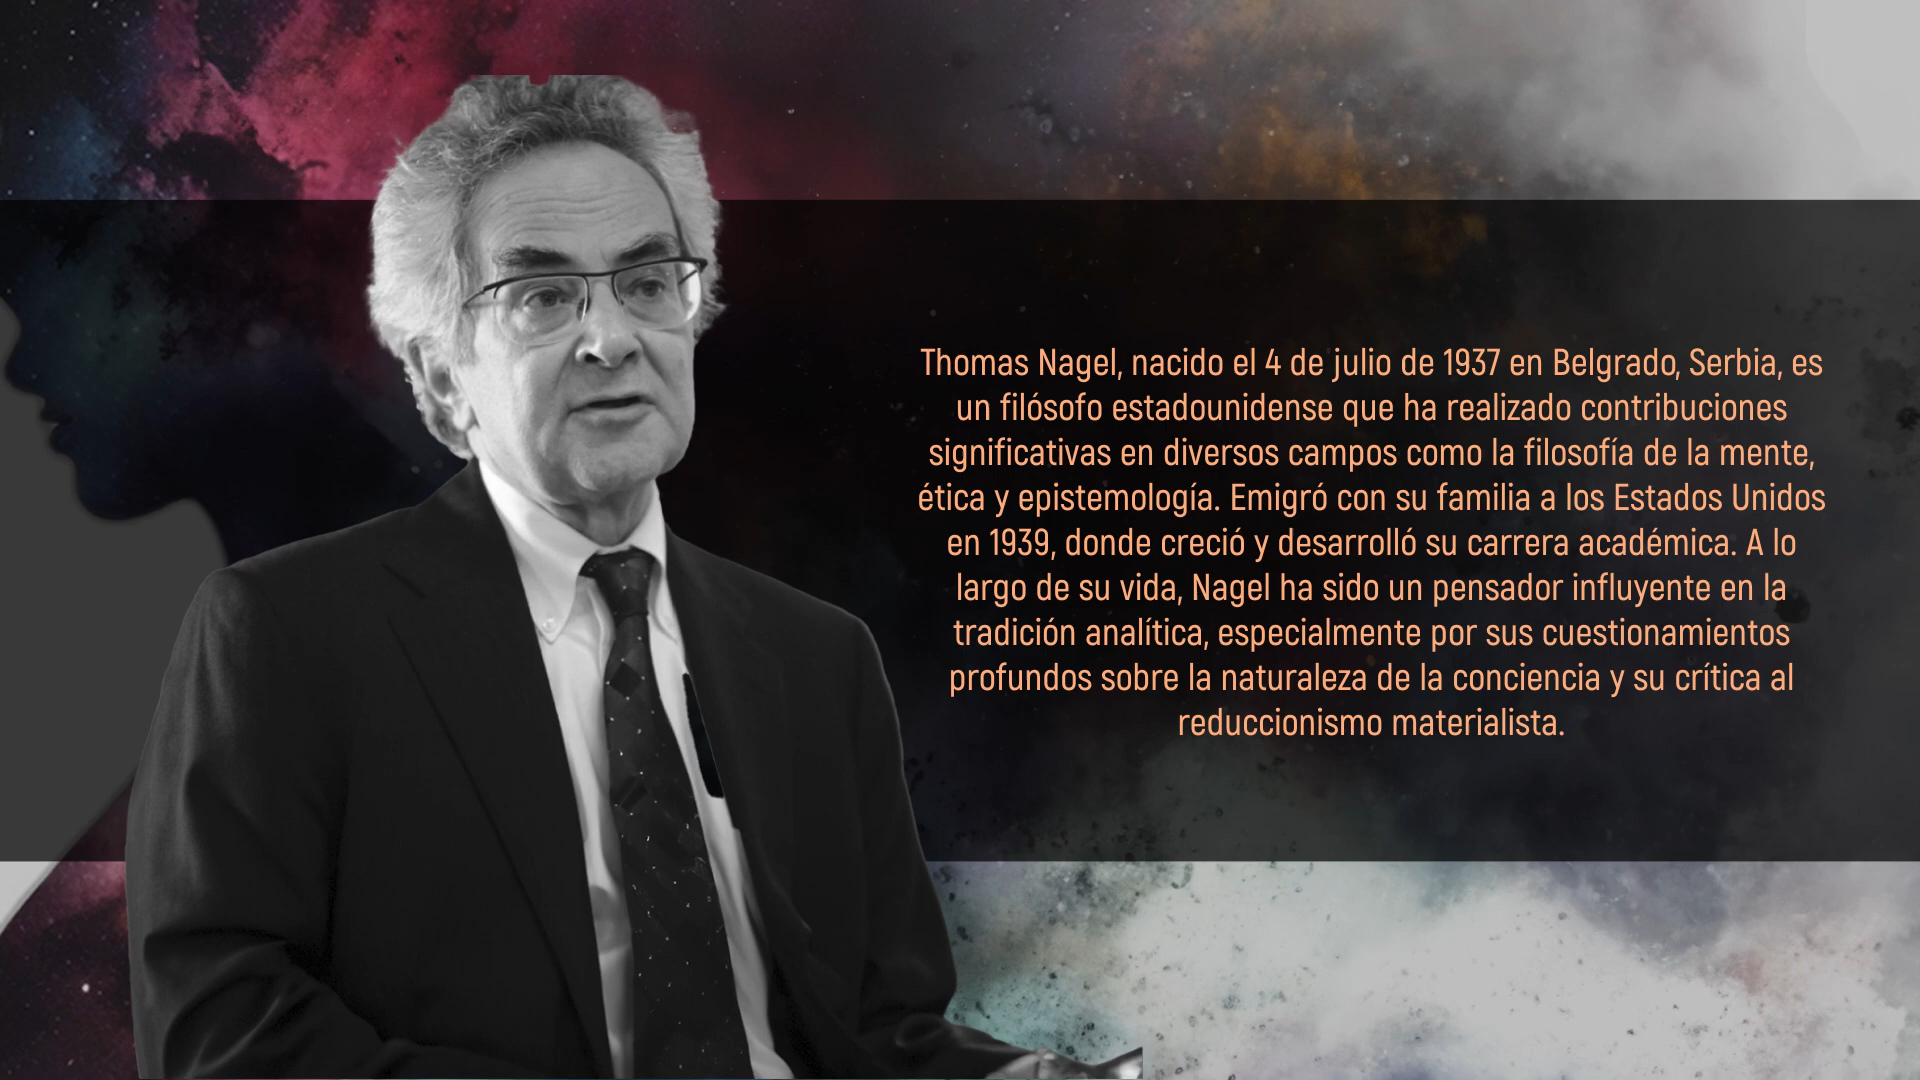 Thomas Nagel, nacido el 4 de julio de 1937 en Belgrado, Serbia, es
un filósofo estadounidense que ha realizado contribuciones
significativas en diversos campos como la filosofía de la mente,
ética y epistemología. Emigró con su familia a los Estados Unidos
en 1939, donde creció y desarrolló su carrera académica. A lo
largo de su vida, Nagel ha sido un pensador influyente en la
tradición analítica, especialmente por sus cuestionamientos
profundos sobre la naturaleza de la conciencia y su crítica al
reduccionismo materialista.